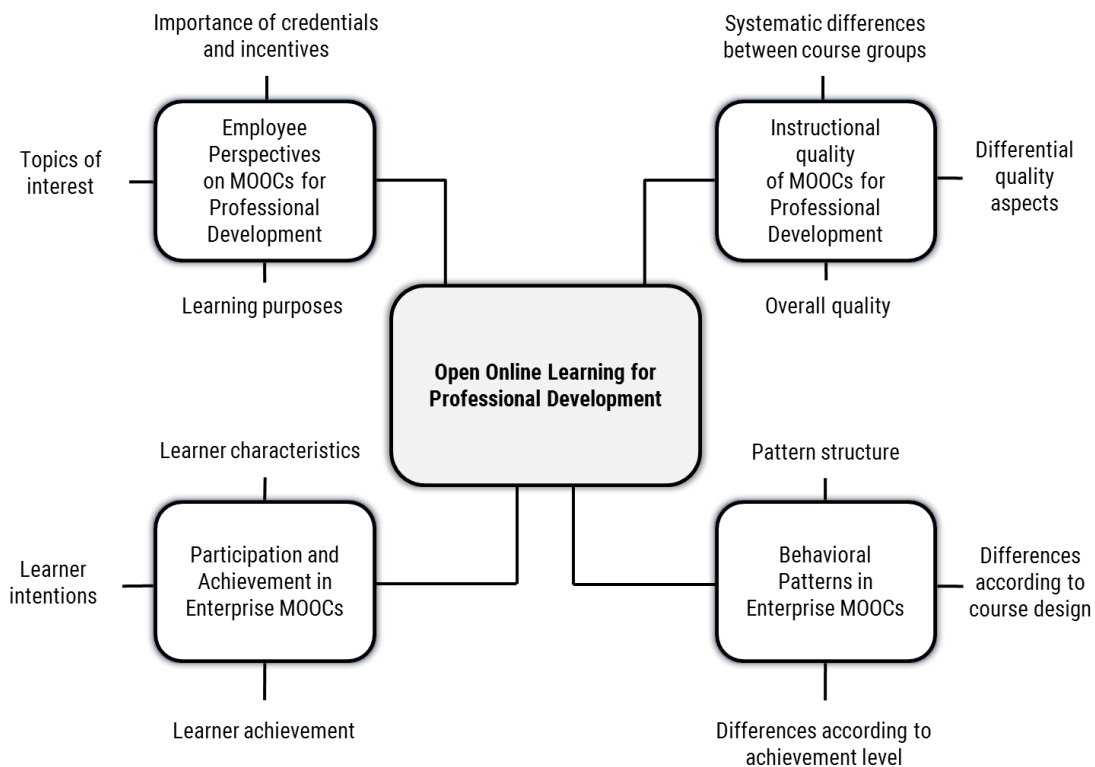 Importance of credentials
and incentives
Topics of
interest
Employee
Perspectives
on MOOCs for
Professional
Development
Learning purposes
Systematic differences
between course groups
Instructional
quality
of MOOCs for
Professional
Development
Differential
quality
aspects
Overall quality
Open Online Learning for
Professional Development
Learner characteristics
Learner
intentions
Participation and
Achievement in
Enterprise MOOCs
Learner achievement
Pattern structure
Behavioral
Patterns in
Enterprise MOOCs
Differences
according to
course design
Differences according to
achievement level